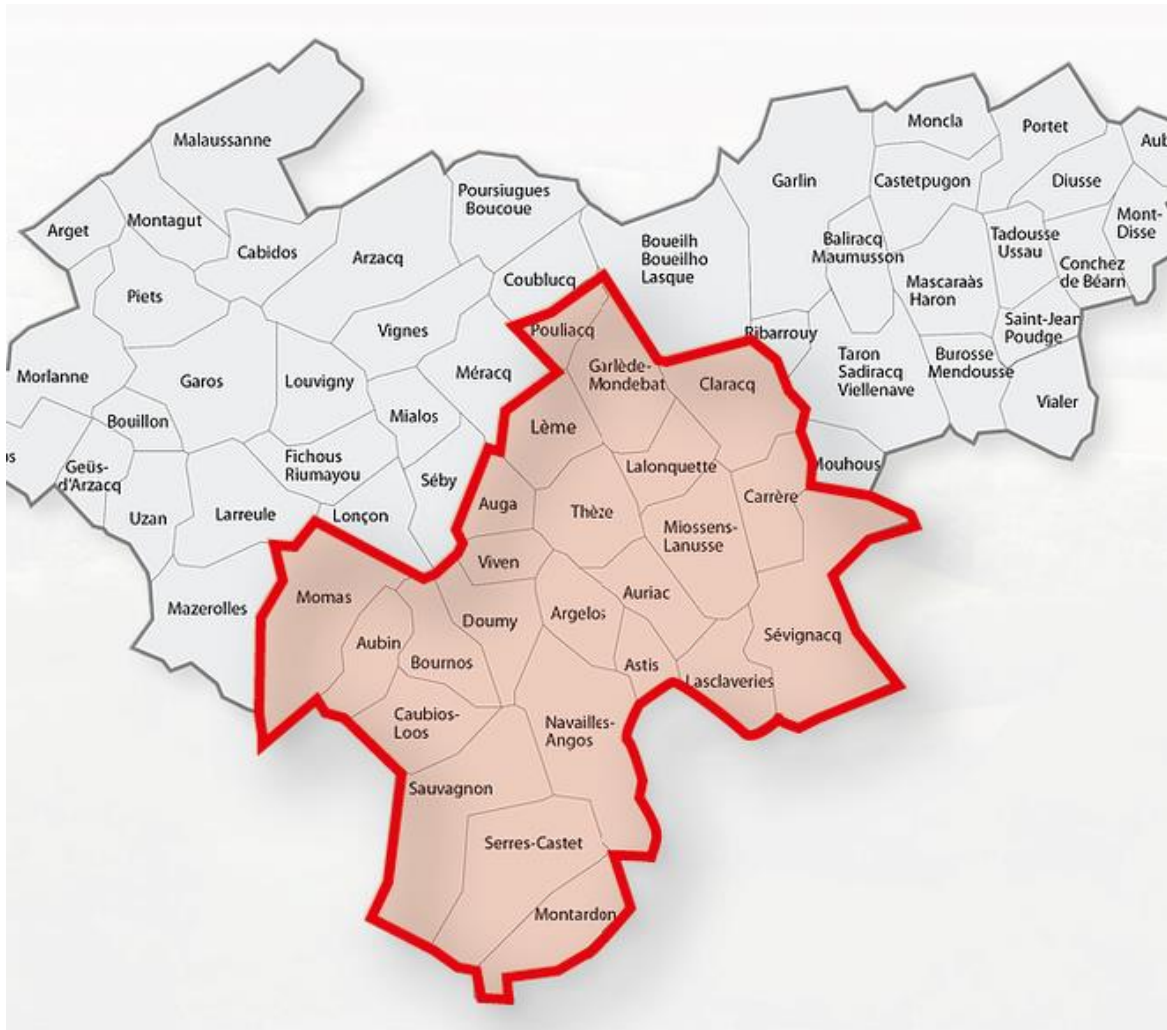 Malaussanne
Moncla
Portet
Aub
Arget
Montagut
Cabidos
Arzacq
Poursiugues
Boucoue
Garlin
Castetpugon
Diusse
Mont-
Disse
Piets
Coublucq
Boueilh
Boueilho
Lasque
Baliracq
Maumusson
Tadousse
Ussau
Conchez
de Béarn
Mascaraàs
Haron
Vignes
Pouliacq
Ribarrouy
Saint-Jean
Poudge
Morlanne
Garos
Louvigny
Méracq
Garlède-
Mondebat
Claracq
Taron
Sadiracq
Viellenave
Burosse
Mendousse
Vialer
Bouillon
Mialos
Lème
os
Geüs-
d'Arzacq
Fichous
Riumayou
Séby
Lalonquette
Mouhous
Uzan
Larreule
Lonçon
Auga
Thèze
Carrère
Miossens-
Lanusse
Viven
Mazerolles
Momas
Doumy
Argelos
Auriac
Sévignacq
Aubin
Bournos
Astis
Lasclaveries
Caubios-
Loos
Navailles-
Angos
Sauvagnon
Serres-Castet
Montardon